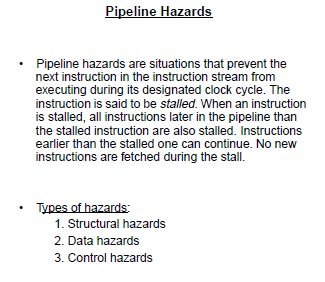 Pipeline Hazards
• Pipeline hazards are situations that prevent the
next instruction in the instruction stream from
executing during its designated clock cycle. The
instruction is said to be stalled. When an instruction
is stalled, all instructions later in the pipeline than
the stalled instruction are also stalled. Instructions
earlier than the stalled one can continue. No new
instructions are fetched during the stall.
• Types of hazards:
1. Structural hazards
2. Data hazards
3. Control hazards